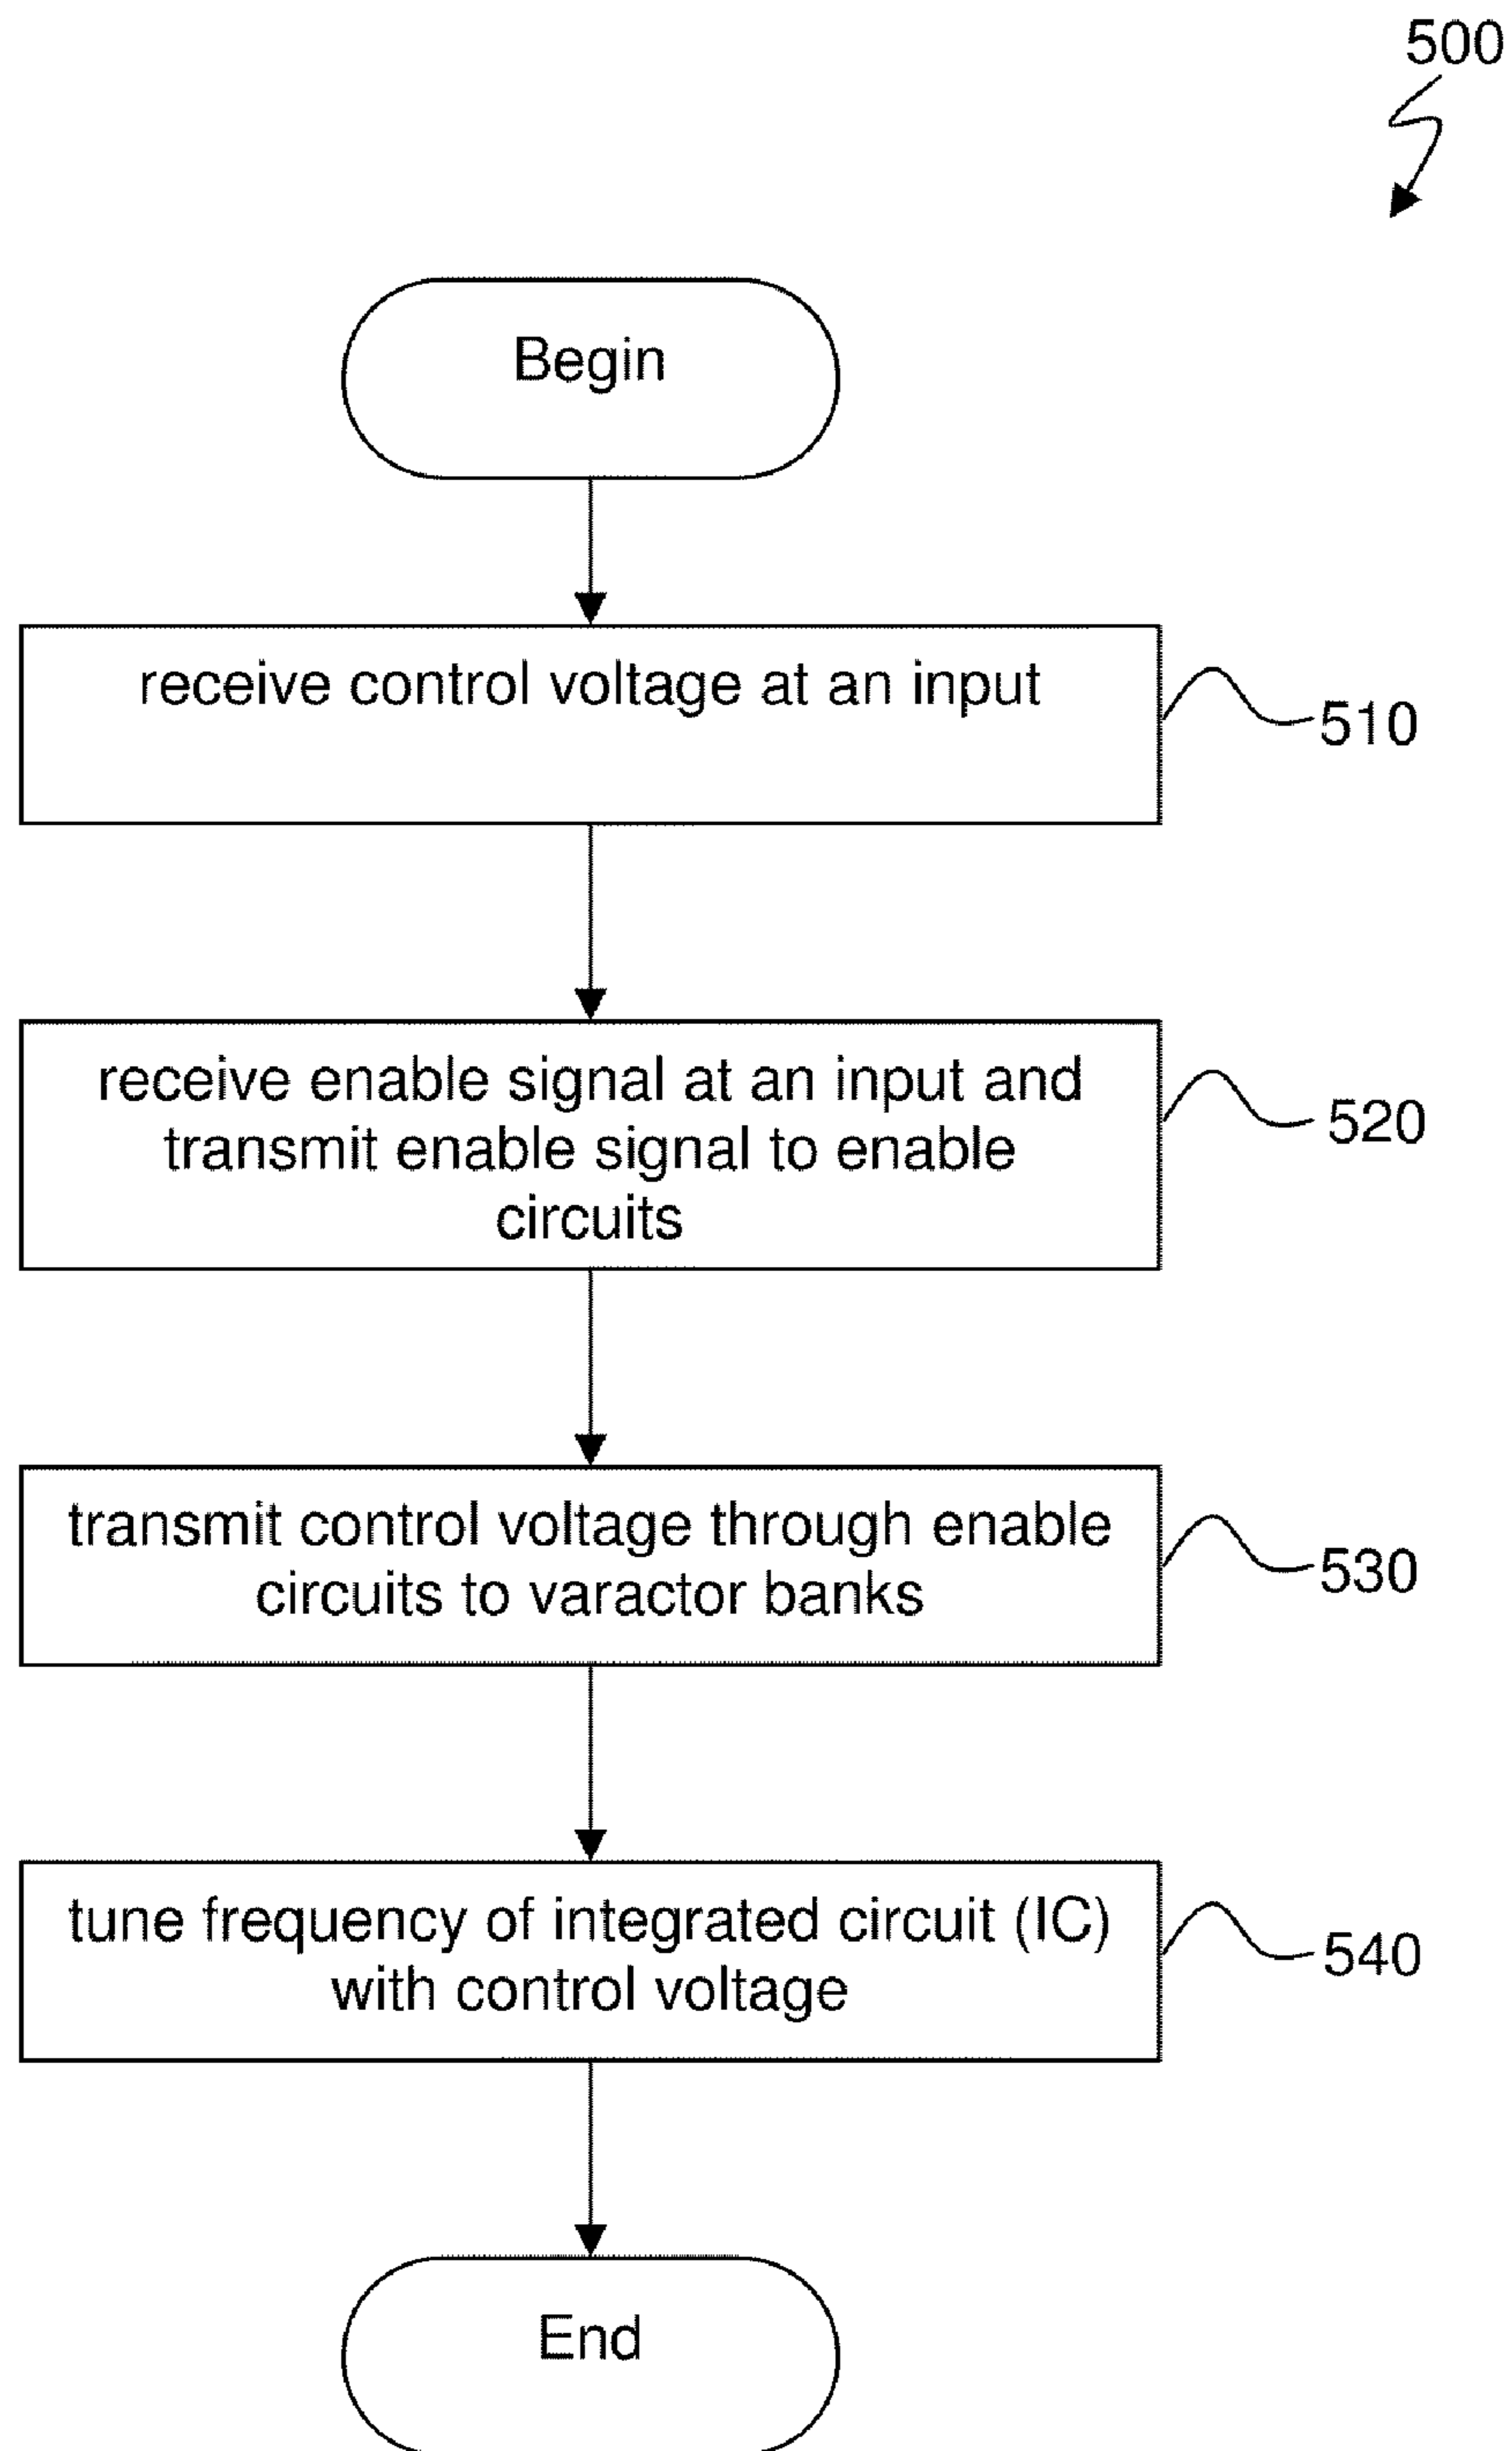 500
Begin
receive control voltage at an input
510
receive enable signal at an input and
transmit enable signal to enable
circuits
520
transmit control voltage through enable
circuits to varactor banks
530
tune frequency of integrated circuit (IC)
with control voltage
540
End